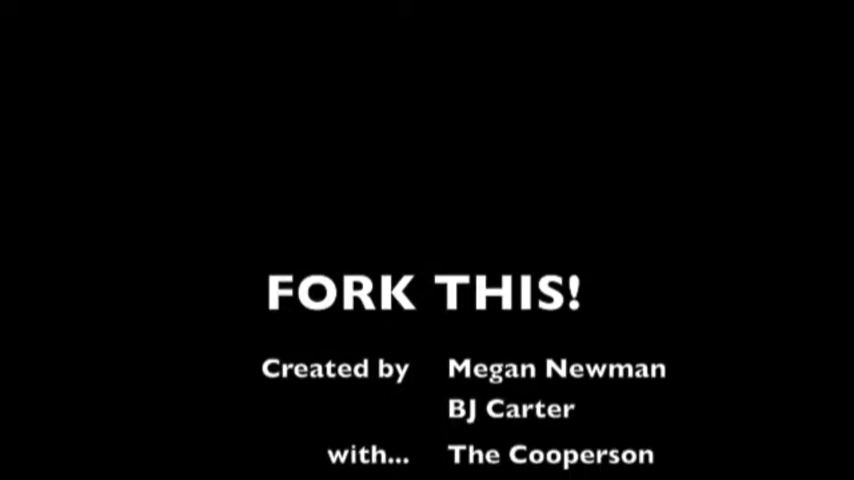 FORK THIS!
Created by Megan Newman
BJ Carter
with... The Cooperson